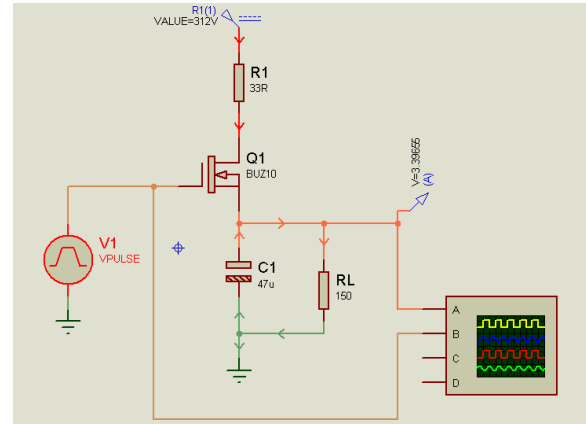 R1(1)
VALUE=312V
R1
33R
Q1
BUZ10
V=3.39655
(A)
V1
VPULSE
C1
47u
RL
150
A
B
C
D